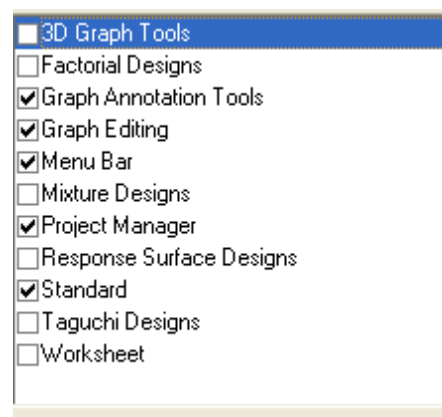 3D Graph Tools
Factorial Designs
Graph Annotation Tools
Graph Editing
Menu Bar
Mixture Designs
Project Manager
Response Surface Designs
Standard
Taguchi Designs
Worksheet